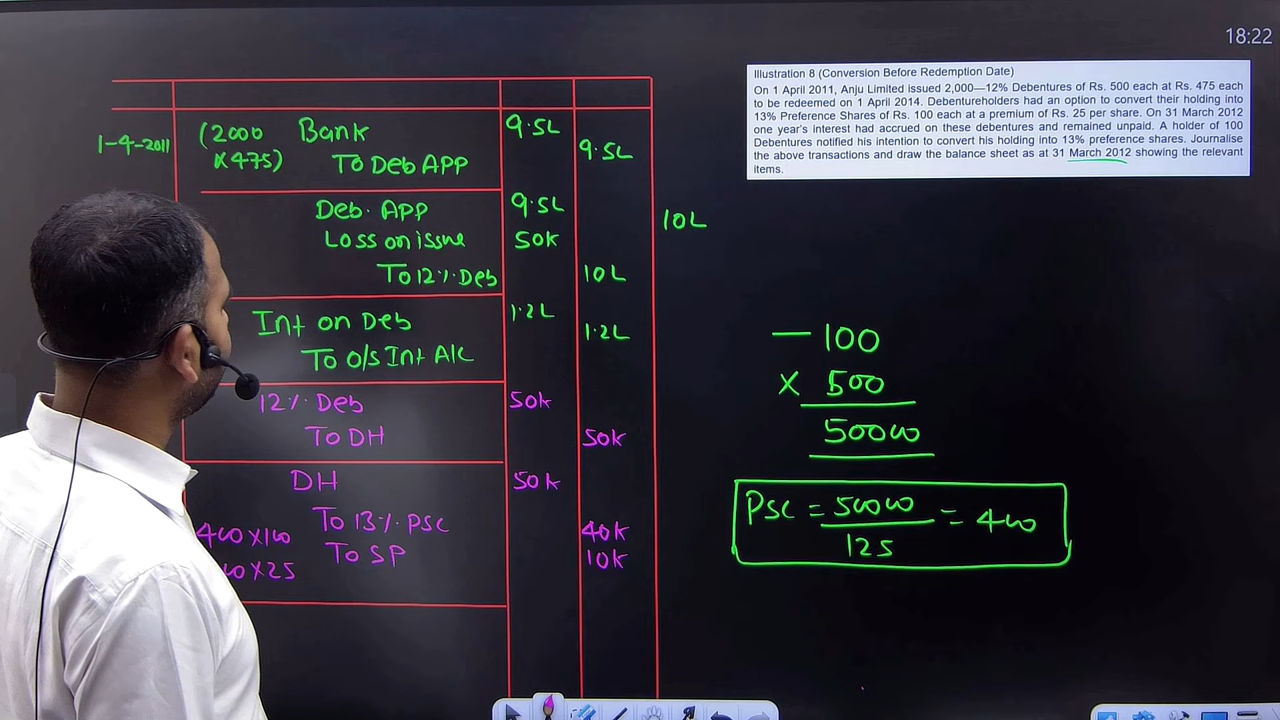 18:22
Illustration 8 (Conversion Before Redemption Date)
On 1 April 2011, Anju Limited issued 2,000—12% Debentures of Rs. 500 each at Rs. 475 each
to be redeemed on 1 April 2014. Debentureholders had an option to convert their holding into
13% Preference Shares of Rs. 100 each at a premium of Rs. 25 per share. On 31 March 2012
one year's interest had accrued on these debentures and remained unpaid. A holder of 100
Debentures notified his intention to convert his holding into 13% preference shares. Journalise
the above transactions and draw the balance sheet as at 31 March 2012 showing the relevant
items.
1-4-2011 (2000 Bank 9.5L
x475) To Deb APP 9.5L
Deb. APP 9.5L
10L
Loss on issue 50K
To 12%. Deb 10L
Int on Deb 1.2L
To o/s Int A/c 1.2L
12%. Deb 50K
To DH 50K
DH 50K
400x100 To 13%. PSC 40K
x25 To SP 10K
— 100
x 500
50000
PSC = 50000 = 400
125